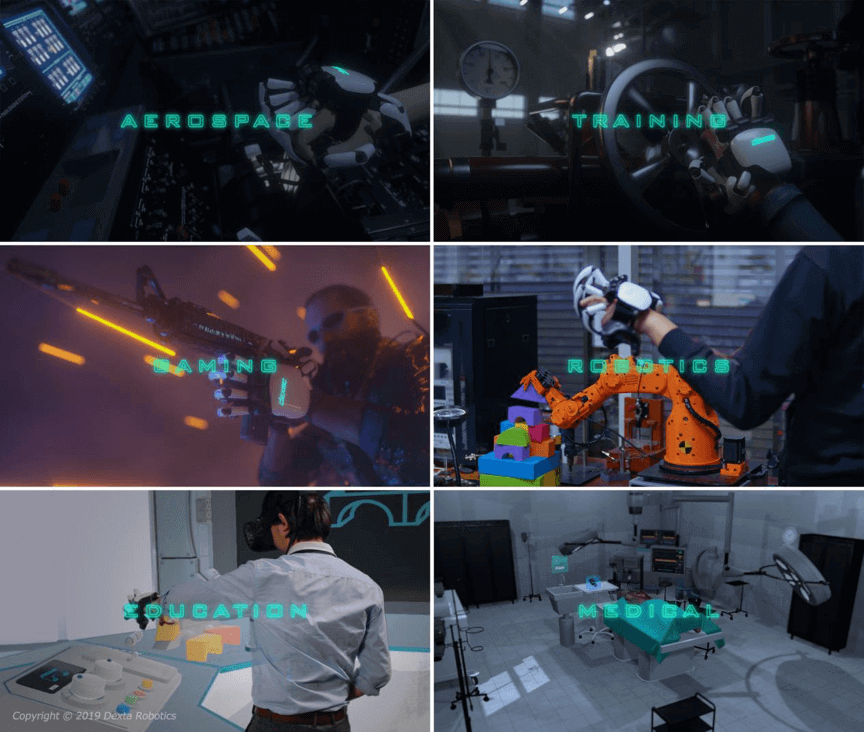 AEROSPACE
TRAINING
GAMING
ROBOTICS
EDUCATION
MEDICAL
Copyright © 2019 Dexta Robotics